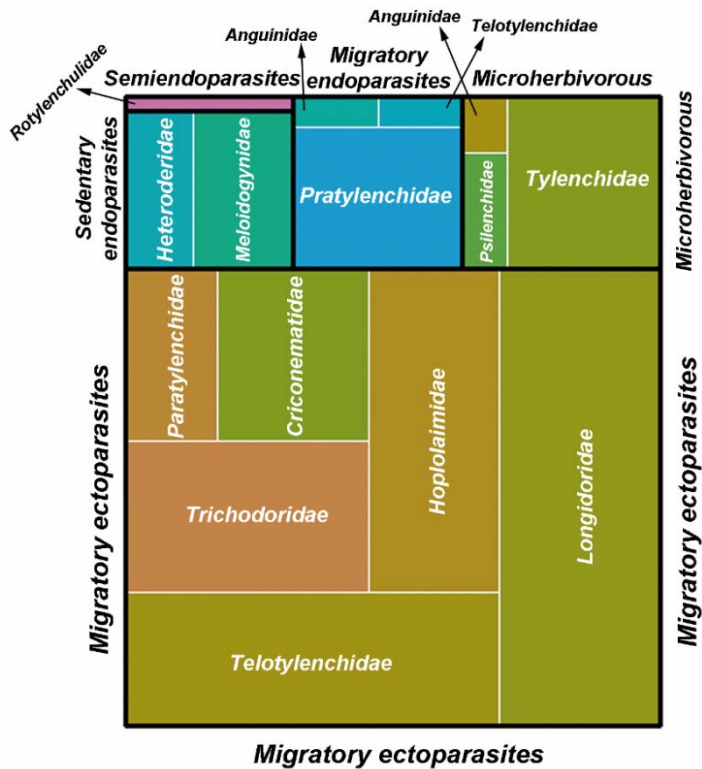 Anguinidae
Anguinidae
Telotylenchidae
Migratory
endoparasites
Semiendoparasites
Microherbivorous
Rotylenchulidae
Sedentary
endoparasites
Heteroderidae
Meloidogynidae
Pratylenchidae
Psilenchidae
Tylenchidae
Microherbivorous
Paratylenchidae
Criconematidae
Hoplolaimidae
Longidoridae
Trichodoridae
Telotylenchidae
Migratory ectoparasites
Migratory ectoparasites
Migratory ectoparasites